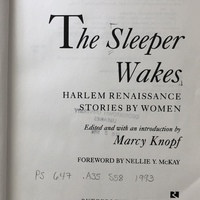 The Sleeper
Wakes
HARLEM RENAISSANCE
STORIES BY WOMEN
Edited and with an introduction by
Marcy Knopf
FOREWORD BY NELLIE Y. MCKAY
PS 647 .A35 S58 1993